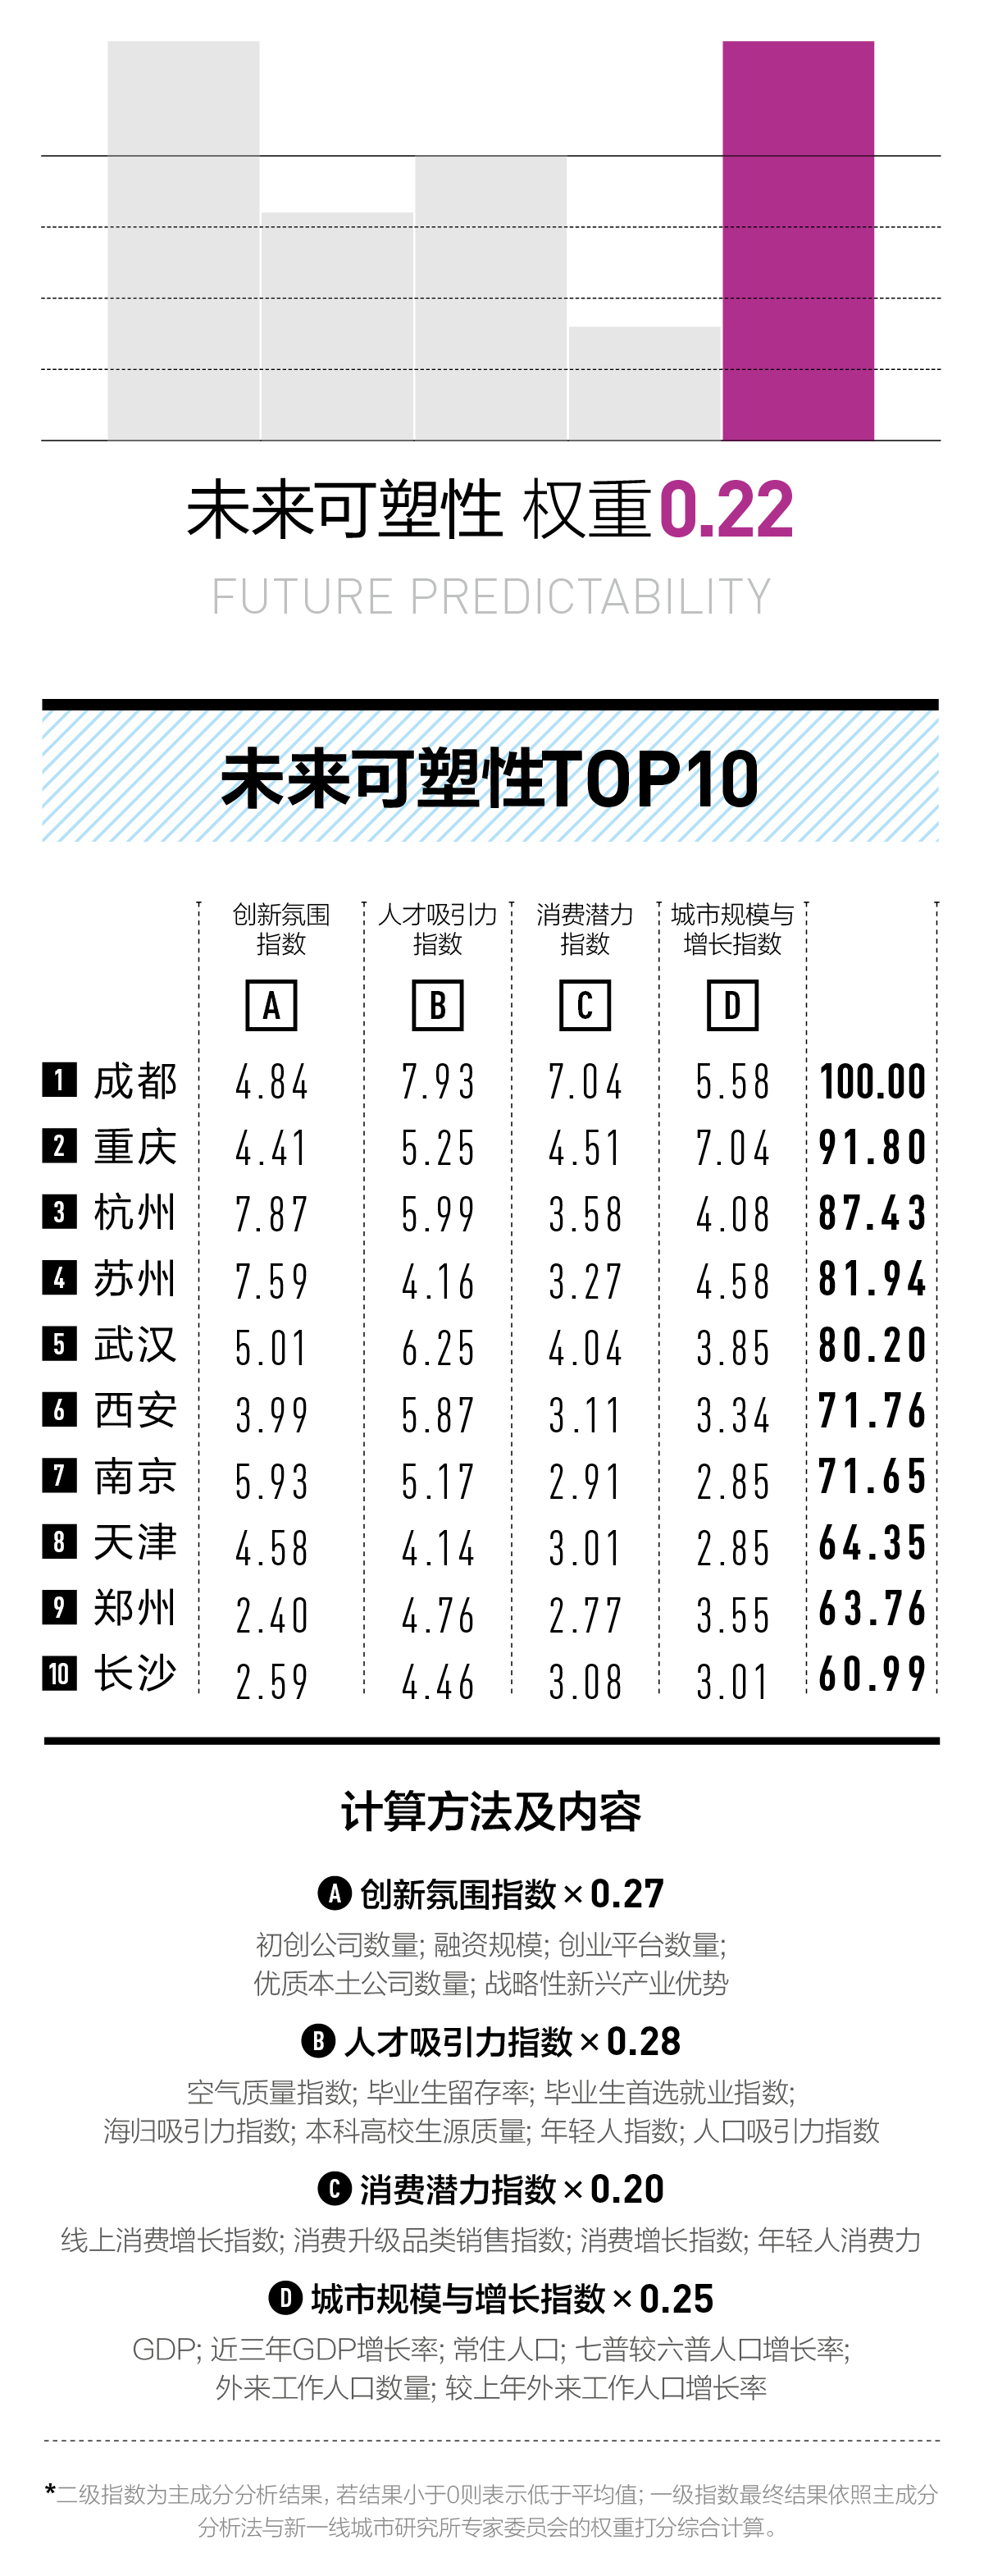 未来可塑性 权重0.22
FUTURE PREDICTABILITY
未来可塑性TOP10
创新氛围 人才吸引力 消费潜力 城市规模与
指数 指数 指数 增长指数
A B C D
1 成都 4.84 7.93 7.04 5.58 100.00
2 重庆 4.41 5.25 4.51 7.04 91.80
3 杭州 7.87 5.99 3.58 4.08 87.43
4 苏州 7.59 4.16 3.27 4.58 81.94
5 武汉 5.01 6.25 4.04 3.85 80.20
6 西安 3.99 5.87 3.11 3.34 71.76
7 南京 5.93 5.17 2.91 2.85 71.65
8 天津 4.58 4.14 3.01 2.85 64.35
9 郑州 2.40 4.76 2.77 3.55 63.76
10 长沙 2.59 4.46 3.08 3.01 60.99
计算方法及内容
A 创新氛围指数×0.27
初创公司数量; 融资规模; 创业平台数量;
优质本土公司数量; 战略性新兴产业优势
B 人才吸引力指数×0.28
空气质量指数; 毕业生留存率; 毕业生首选就业指数;
海归吸引力指数; 本科高校生源质量; 年轻人指数; 人口吸引力指数
C 消费潜力指数×0.20
线上消费增长指数; 消费升级品类销售指数; 消费增长指数; 年轻人消费力
D 城市规模与增长指数×0.25
GDP; 近三年GDP增长率; 常住人口; 七普较六普人口增长率;
外来工作人口数量; 较上年外来工作人口增长率
*二级指数为主成分分析结果，若结果小于0则表示低于平均值；一级指数最终结果依照主成分
分析法与新一线城市研究所专家委员会的权重打分综合计算。